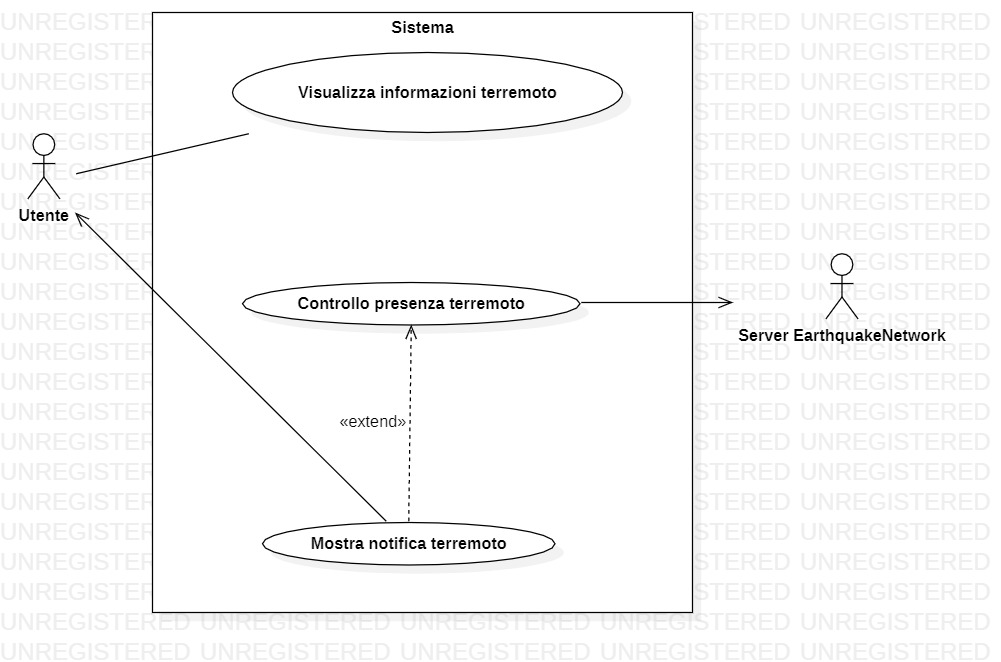 Sistema
Visualizza informazioni terremoto
Utente
Controllo presenza terremoto
Server EarthquakeNetwork
«extend»
Mostra notifica terremoto
UNREGISTERED UNREGISTERED UNREGISTERED UNREGISTERED UNREGISTERED